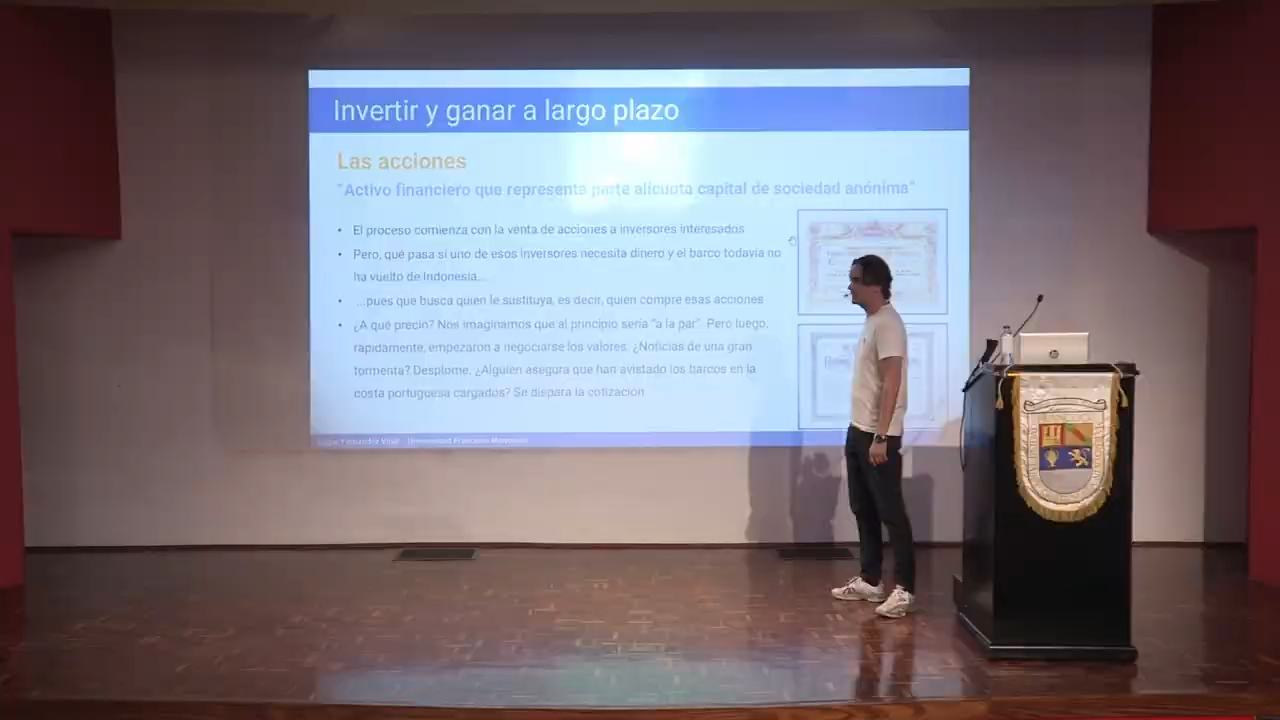 Invertir y ganar a largo plazo
Las acciones
"Activo financiero que representa parte alícuota capital de sociedad anónima"
• El proceso comienza con la venta de acciones a inversores interesados
• Pero, qué pasa si uno de esos inversores necesita dinero y el barco todavía no
ha vuelto de Indonesia...
• ...pues que busca quien le sustituya, es decir, quien compre esas acciones
• ¿A qué precio? Nos imaginamos que al principio sería "a la par". Pero luego,
rápidamente, empezaron a negociarse los valores. ¿Noticias de una gran
tormenta? Desplome. ¿Alguien asegura que han avistado los barcos en la
costa portuguesa cargados? Se dispara la cotización
Universidad Francisco Marroquín